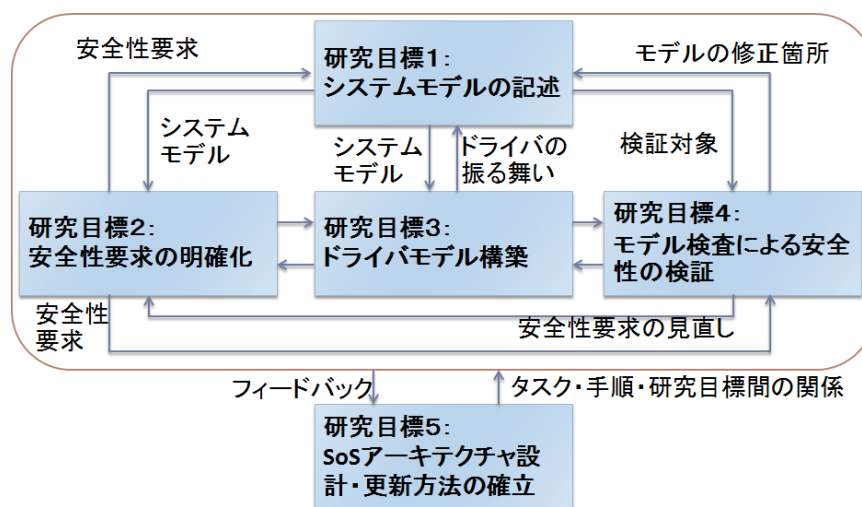 安全性要求
研究目標1:
システムモデルの記述
モデルの修正箇所
システム
モデル
システム
モデル
ドライバの
振る舞い
検証対象
研究目標2:
安全性要求の明確化
研究目標3:
ドライバモデル構築
研究目標4:
モデル検査による安全
性の検証
安全性
要求
安全性要求の見直し
フィードバック
タスク・手順・研究目標間の関係
研究目標5:
SoSアーキテクチャ設
計・更新方法の確立